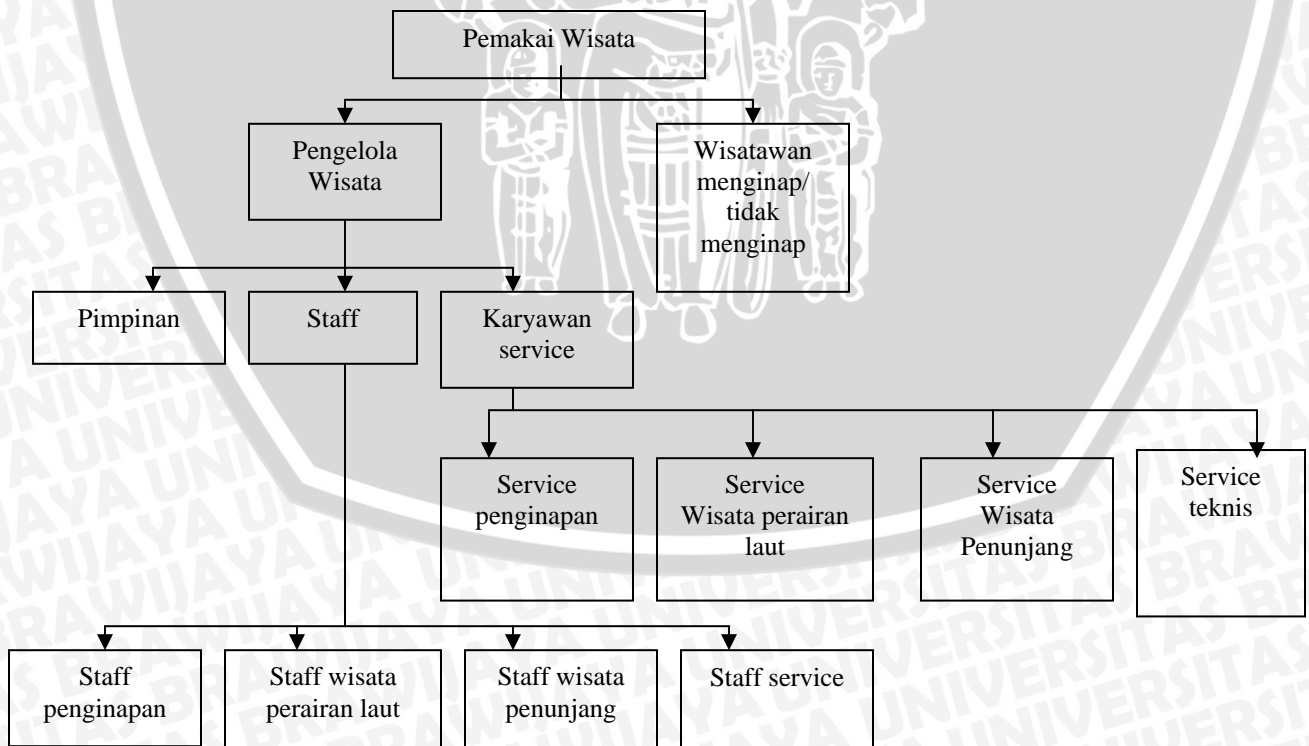 Pemakai Wisata
Pengelola
Wisata
Wisatawan
menginap/
tidak
menginap
Pimpinan
Staff
Karyawan
service
Service
penginapan
Service
Wisata perairan
laut
Service
Wisata
Penunjang
Service
teknis
Staff
penginapan
Staff wisata
perairan laut
Staff wisata
penunjang
Staff service